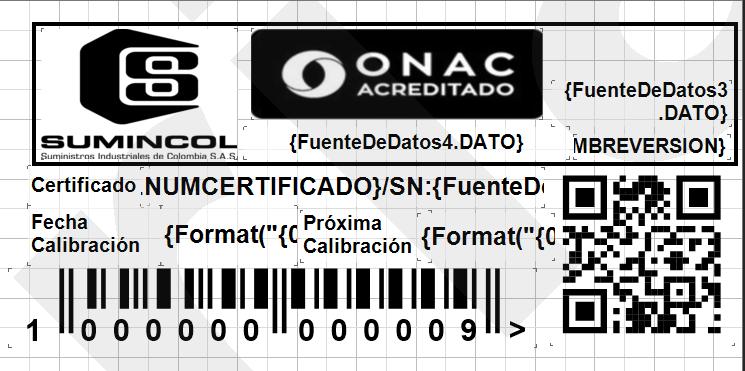 S
SUMINCOL
Suministros Industriales de Colombia S.A.S
ONAC
ACREDITADO
{FuenteDeDatos3
.DATO}
{FuenteDeDatos4.DATO}
MBREVERSION}
Certificado
NUMCERTIFICADO}/SN:{FuenteDe
Fecha
Calibración
{Format("{0
Próxima
Calibración
{Format("{0
1 000000 000009 >